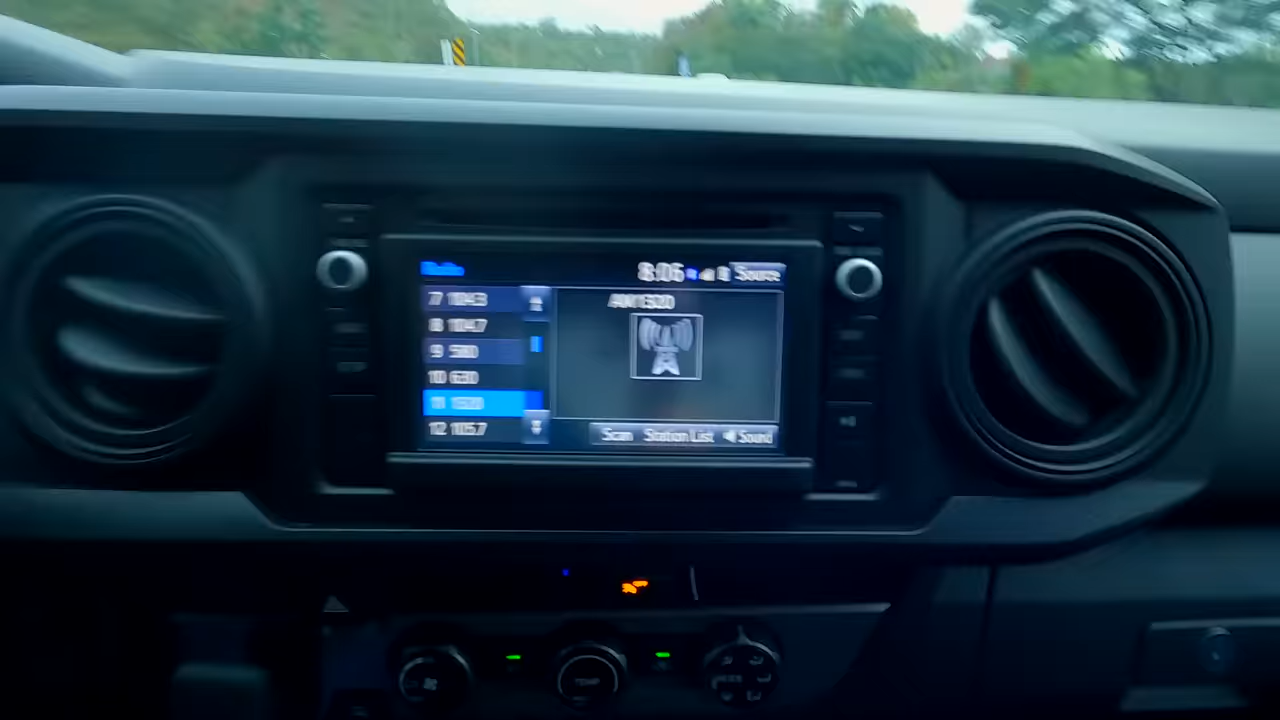 Radio
8:06 Source
7 104.3
8 104.7
9 580
10 630
11 1320
12 105.7
AM 1320
Scan Station List Sound
TEMP